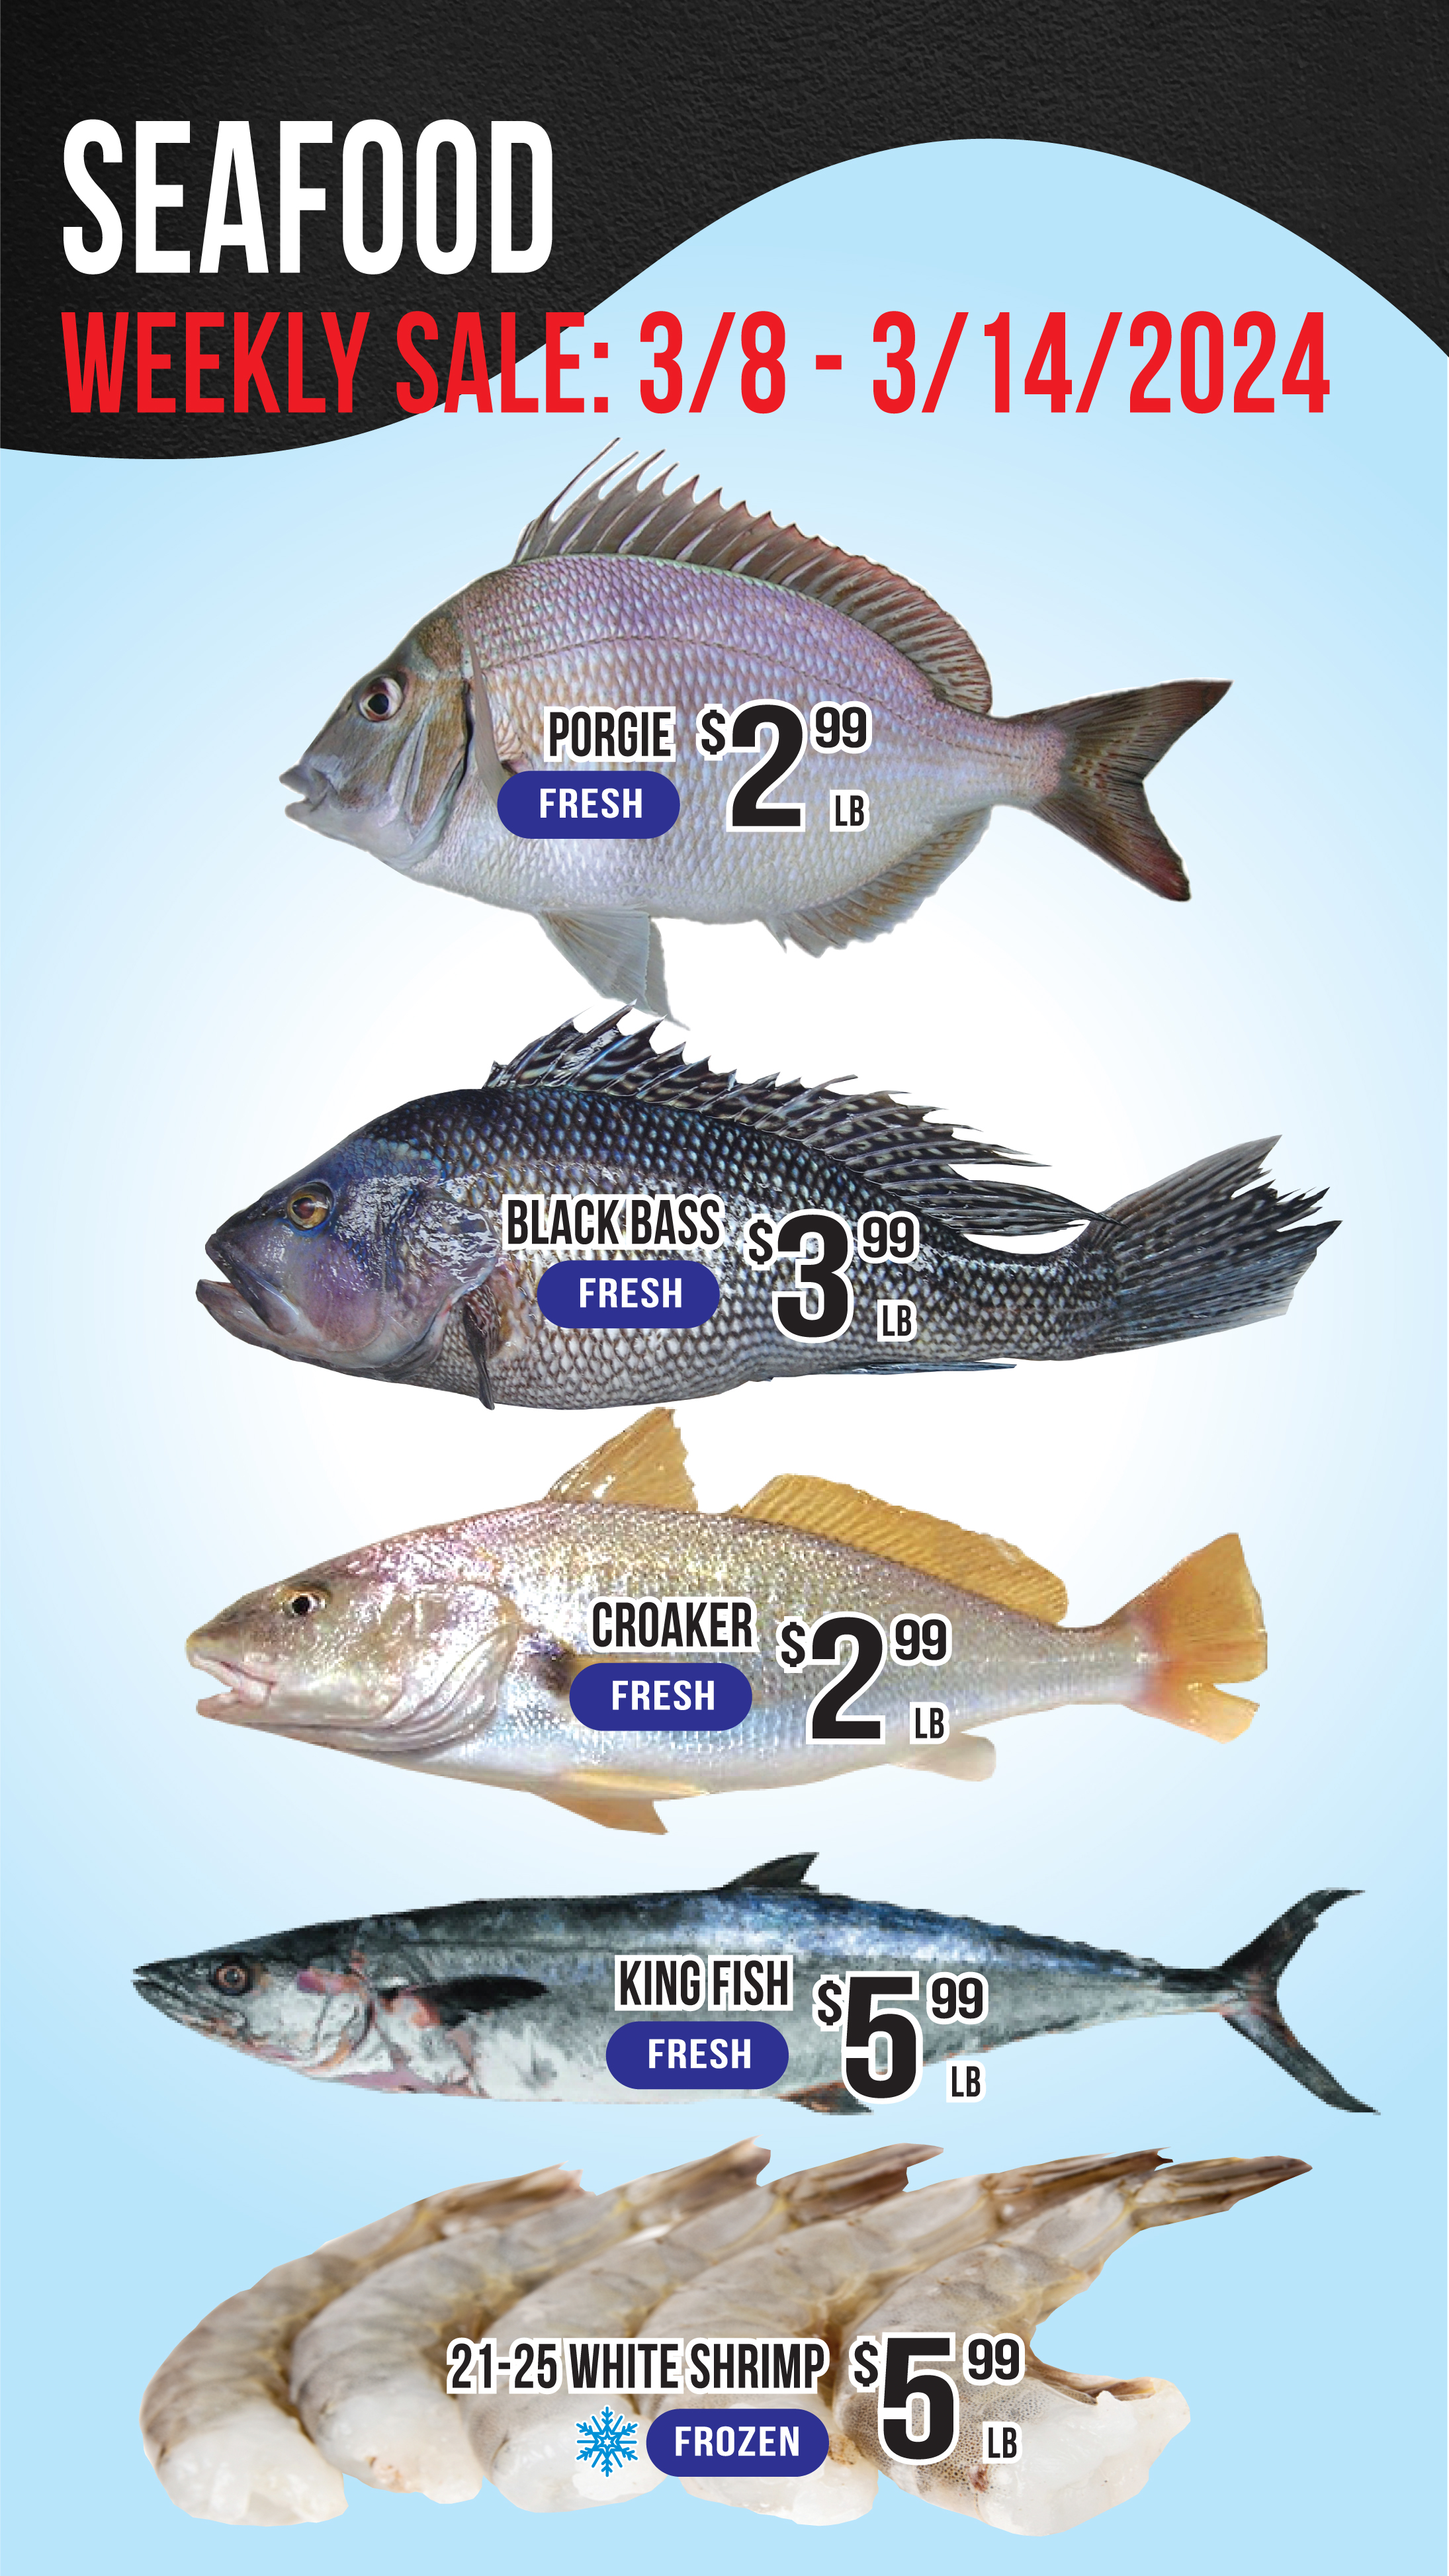 SEAFOOD
WEEKLY SALE: 3/8 - 3/14/2024
PORGIE $2 99
FRESH LB
BLACK BASS $3 99
FRESH LB
CROAKER $2 99
FRESH LB
KING FISH $5 99
FRESH LB
21-25 WHITE SHRIMP $5 99
FROZEN LB